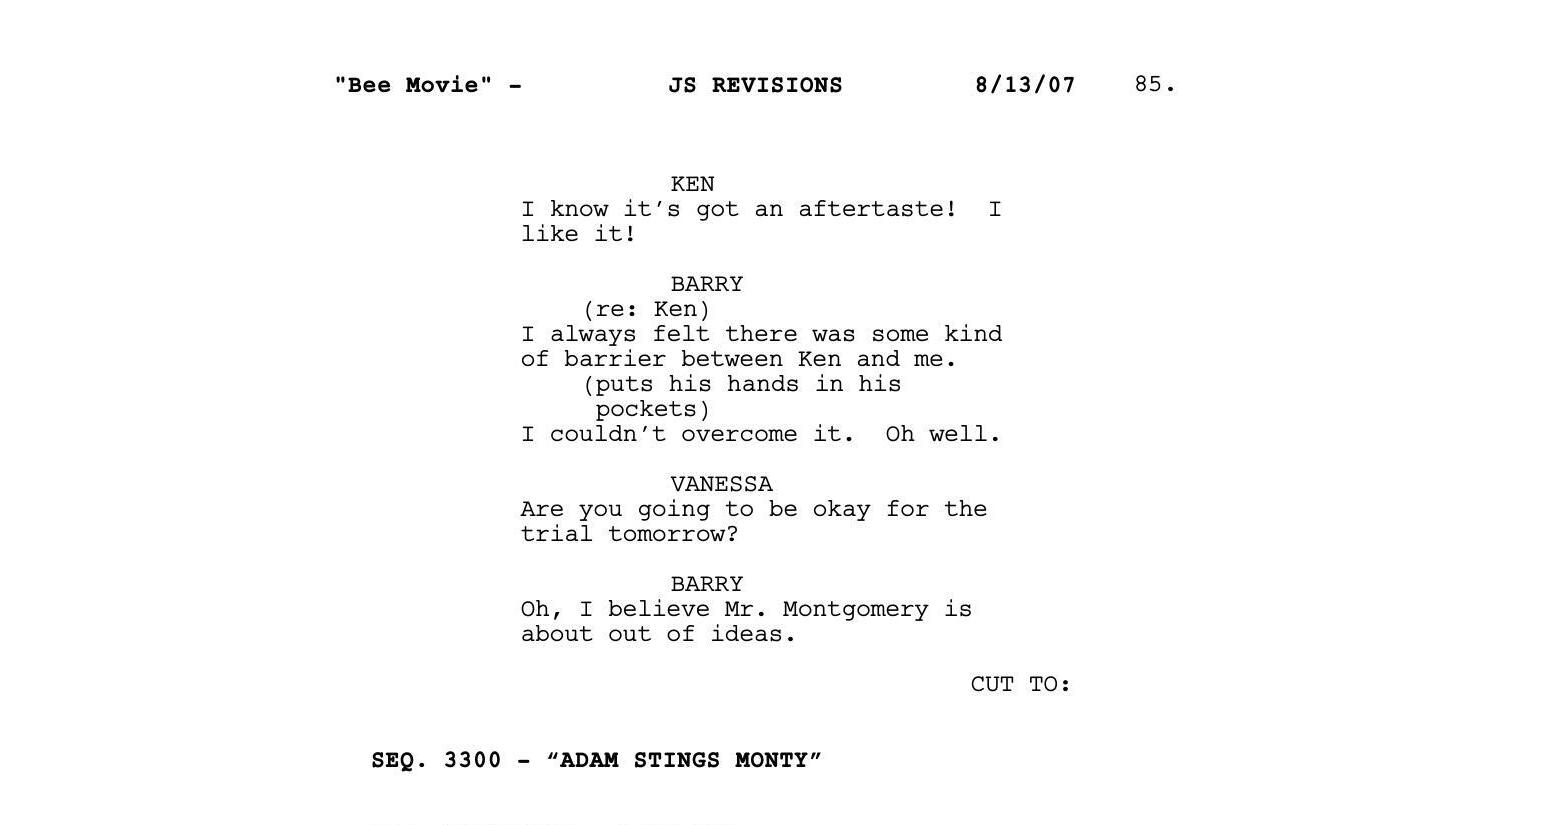 "Bee Movie" - JS REVISIONS 8/13/07 85.
KEN
I know it’s got an aftertaste!  I
like it!
BARRY
(re: Ken)
I always felt there was some kind
of barrier between Ken and me.
(puts his hands in his
pockets)
I couldn’t overcome it.  Oh well.
VANESSA
Are you going to be okay for the
trial tomorrow?
BARRY
Oh, I believe Mr. Montgomery is
about out of ideas.
CUT TO:
SEQ. 3300 - “ADAM STINGS MONTY”